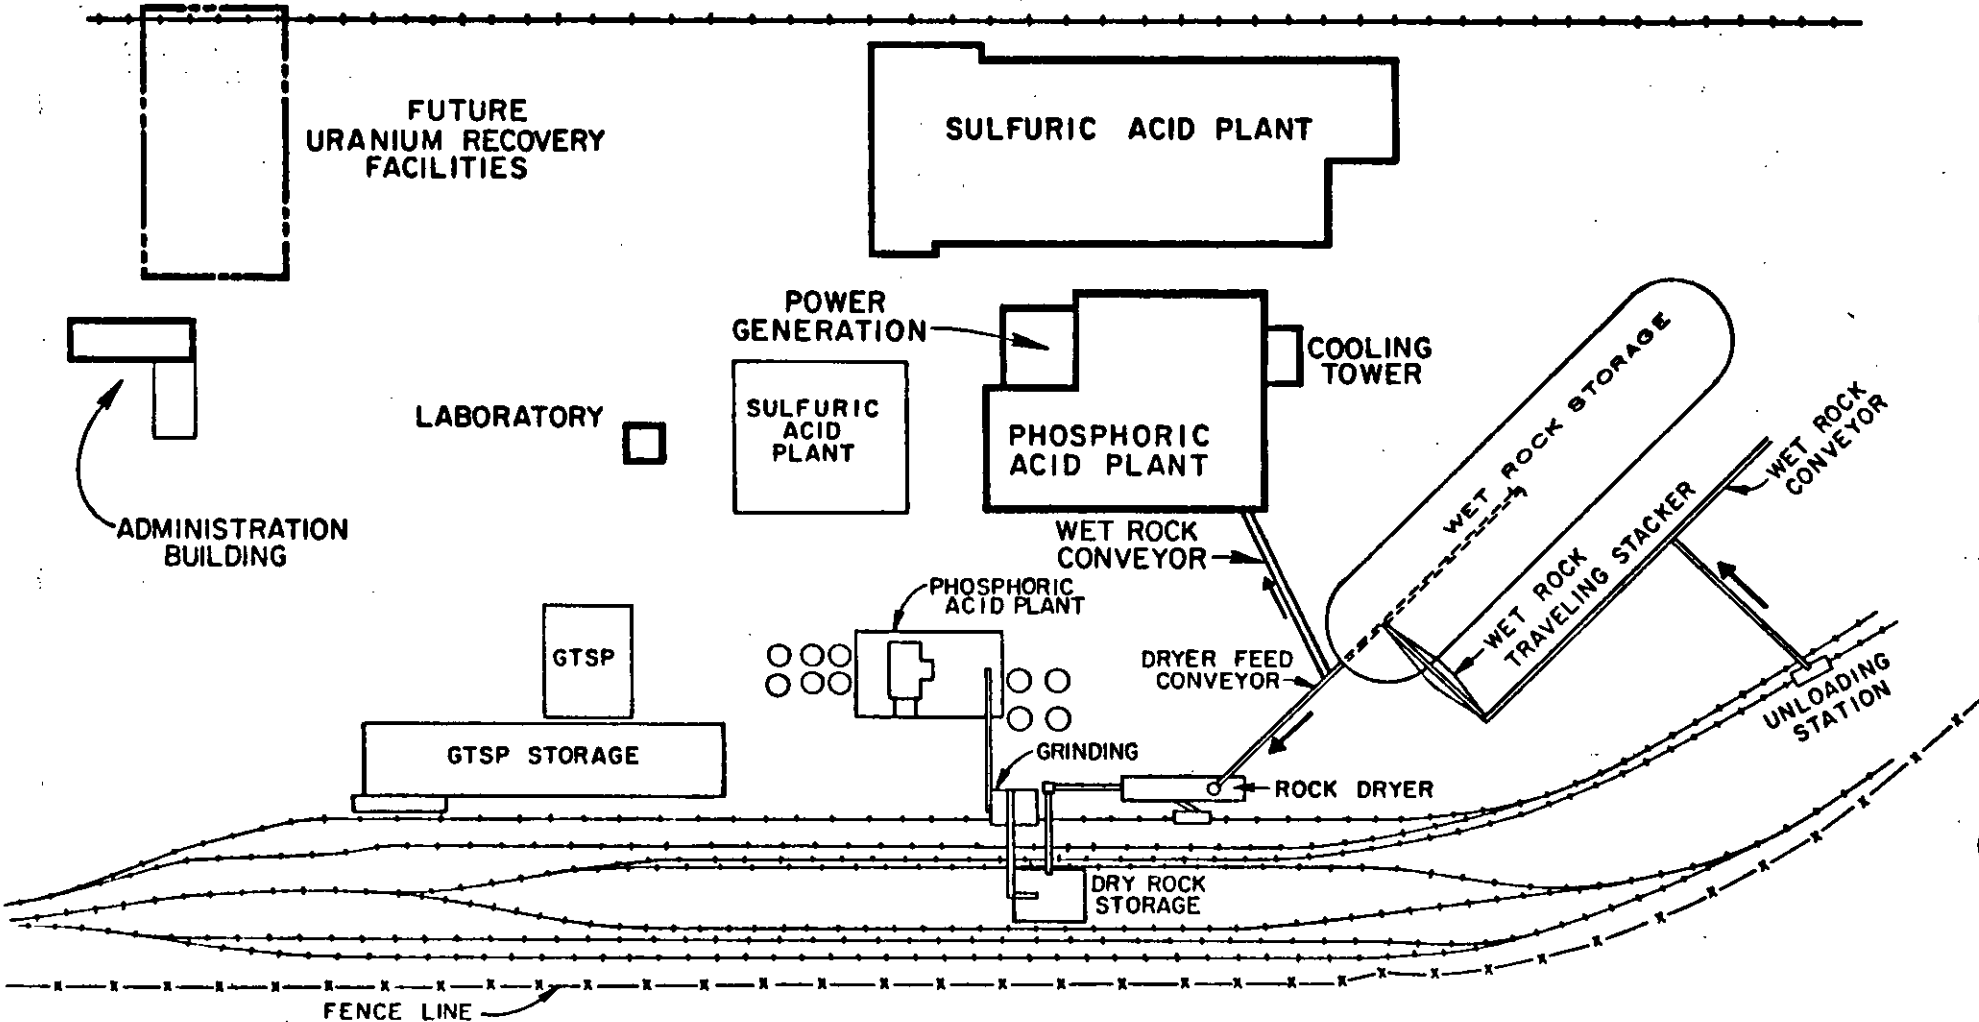 FUTURE
URANIUM RECOVERY
FACILITIES
SULFURIC ACID PLANT
POWER
GENERATION
COOLING
TOWER
WET ROCK STORAGE
WET ROCK
CONVEYOR
LABORATORY
SULFURIC
ACID
PLANT
PHOSPHORIC
ACID PLANT
ADMINISTRATION
BUILDING
WET ROCK
CONVEYOR
WET ROCK
TRAVELING STACKER
PHOSPHORIC
ACID PLANT
GTSP
DRYER FEED
CONVEYOR
UNLOADING
STATION
GTSP STORAGE
GRINDING
ROCK DRYER
DRY ROCK
STORAGE
FENCE LINE